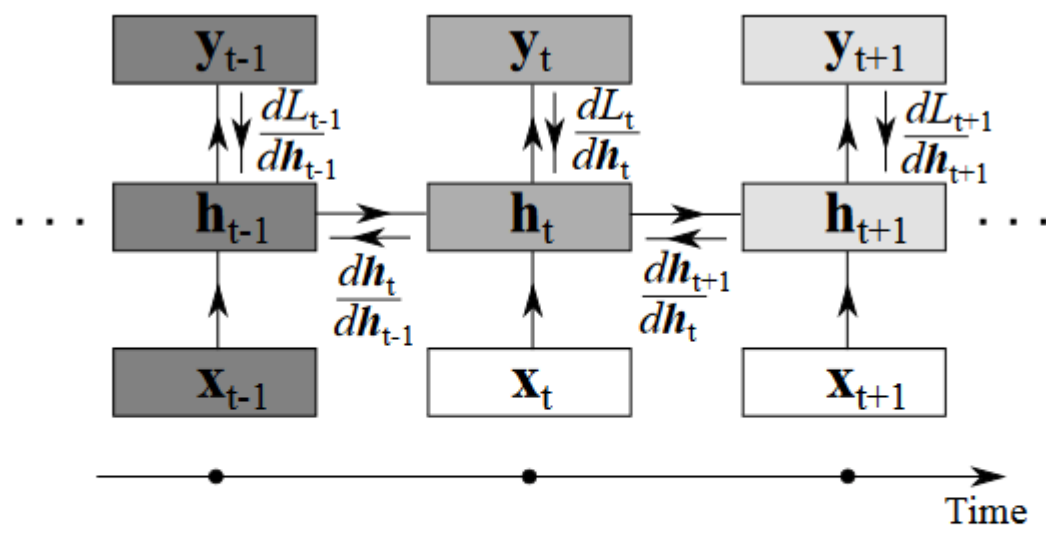 y_{t-1} y_t y_{t+1}
dL_{t-1}/dh_{t-1} dL_t/dh_t dL_{t+1}/dh_{t+1}
. . . h_{t-1} h_t h_{t+1} . . .
dh_t/dh_{t-1} dh_{t+1}/dh_t
x_{t-1} x_t x_{t+1}
Time